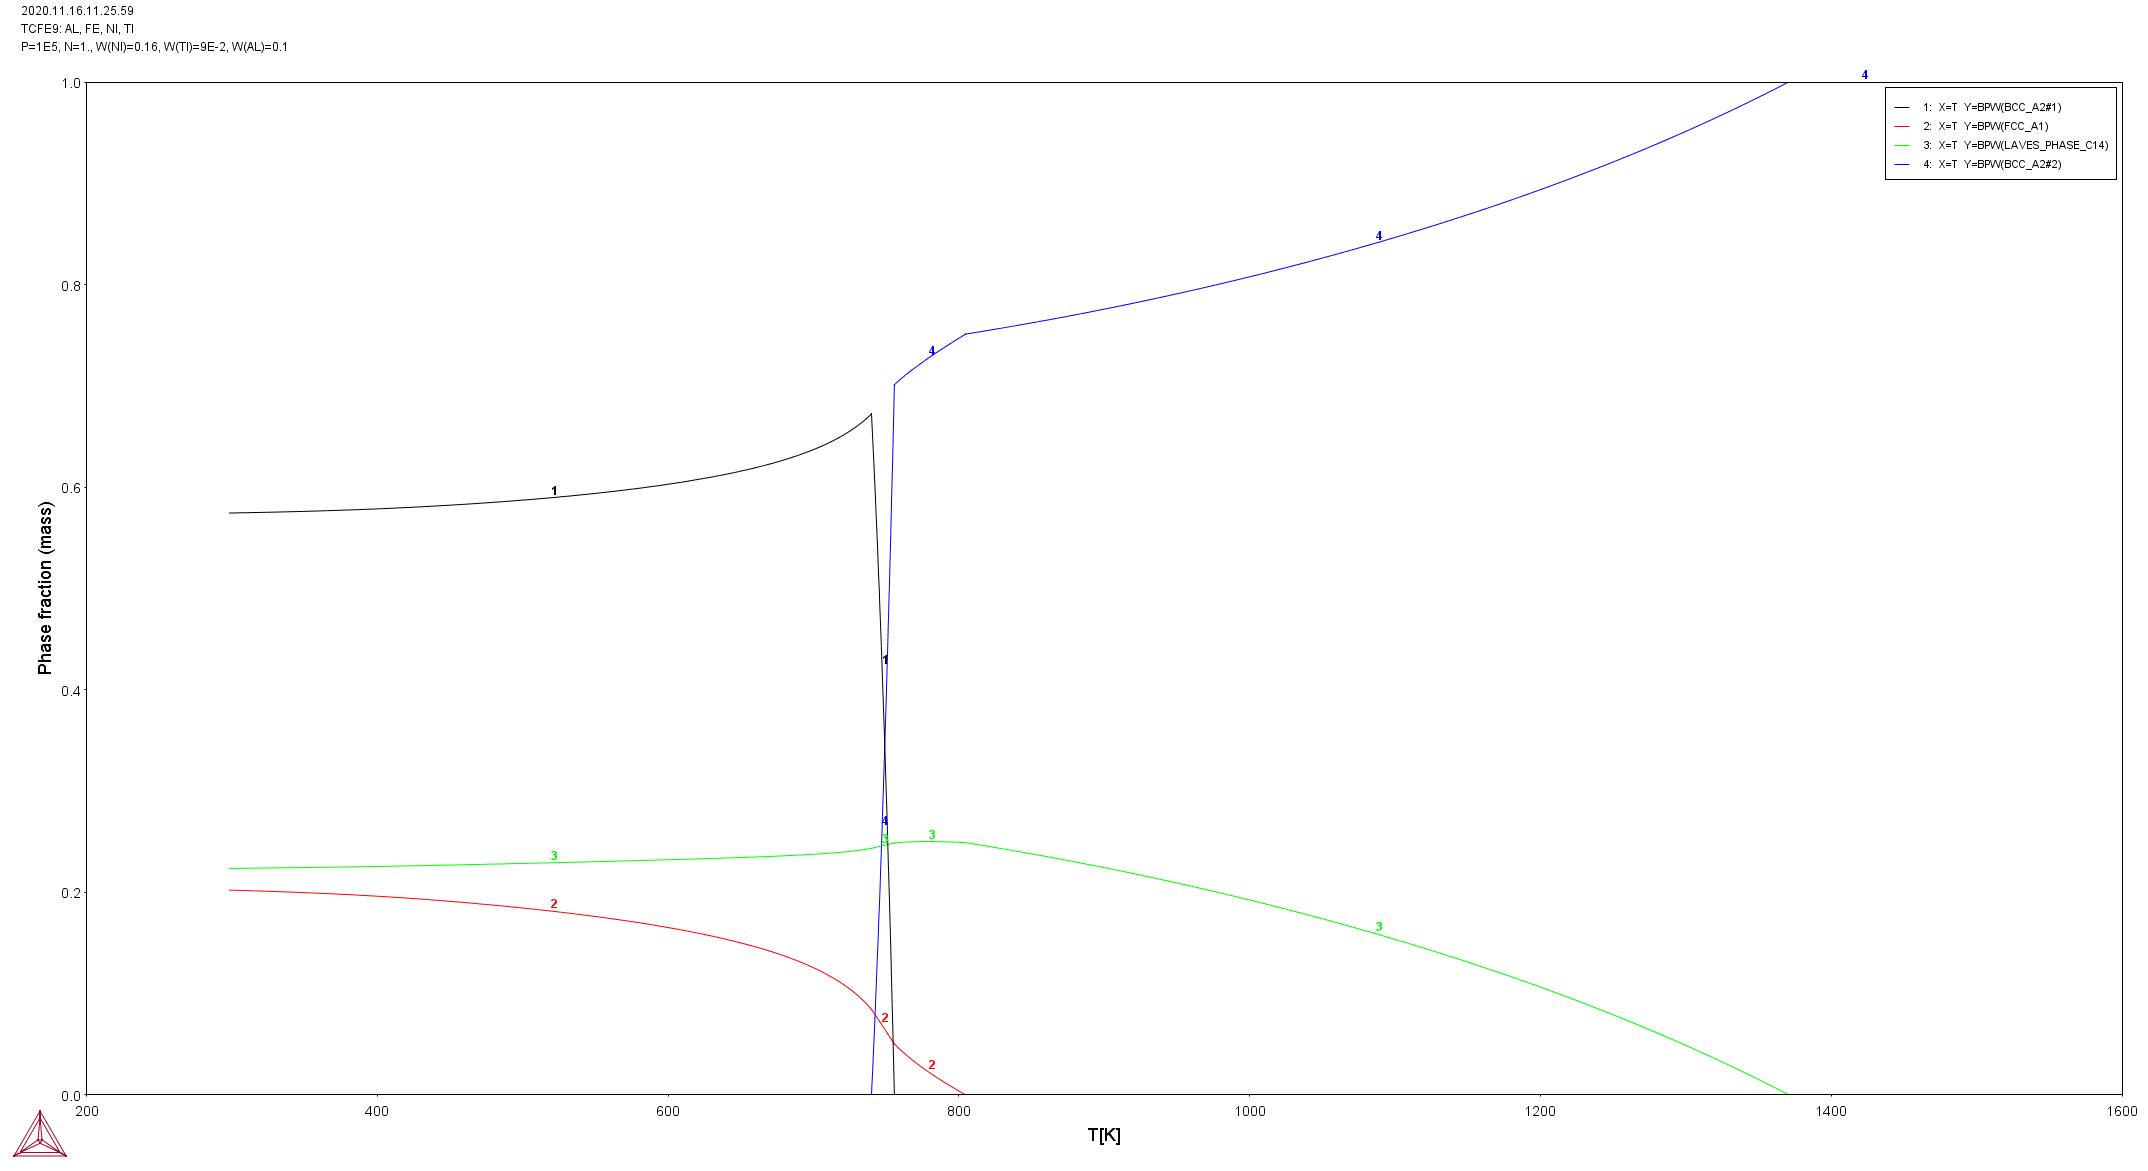 2020.11.16.11.25.59
TCFE9: AL, FE, NI, TI
P=1E5, N=1., W(NI)=0.16, W(TI)=9E-2, W(AL)=0.1
4
1.0
1: X=T Y=BPW(BCC_A2#1)
2: X=T Y=BPW(FCC_A1)
3: X=T Y=BPW(LAVES_PHASE_C14)
4: X=T Y=BPW(BCC_A2#2)
4
0.8
4
0.6
1
Phase fraction (mass)
1
0.4
4
3
3
3
0.2
2
3
2
2
0.0
200 400 600 800 1000 1200 1400 1600
T[K]